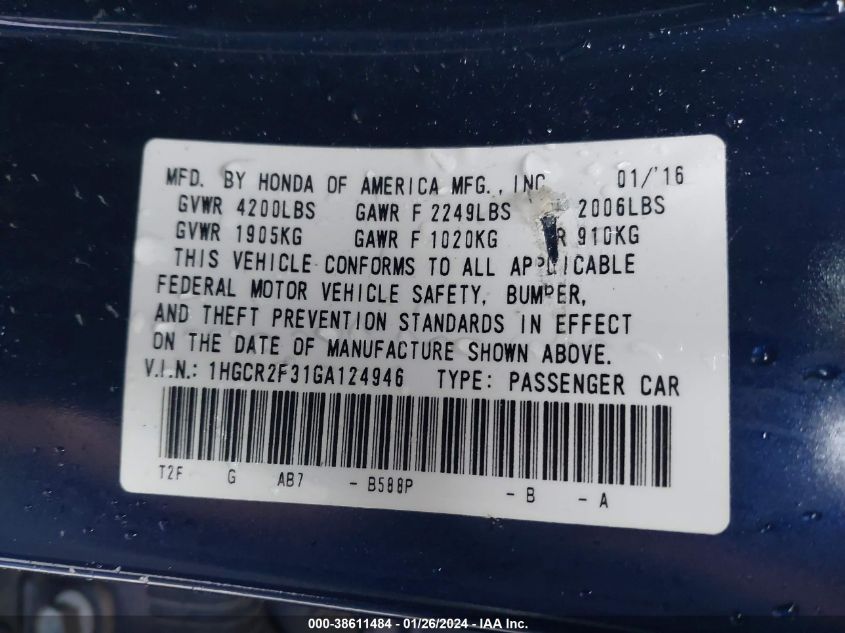 MFD. BY HONDA OF AMERICA MFG., INC 01/'16
GVWR 4200LBS GAWR F 2249LBS 2006LBS
GVWR 1905KG GAWR F 1020KG R 910KG
THIS VEHICLE CONFORMS TO ALL APPLICABLE
FEDERAL MOTOR VEHICLE SAFETY, BUMPER,
AND THEFT PREVENTION STANDARDS IN EFFECT
ON THE DATE OF MANUFACTURE SHOWN ABOVE.
V.I.N.: 1HGCR2F31GA124946 TYPE: PASSENGER CAR
T2F G AB7 - B588P - B - A
000-38611484 - 01/26/2024 - IAA Inc.